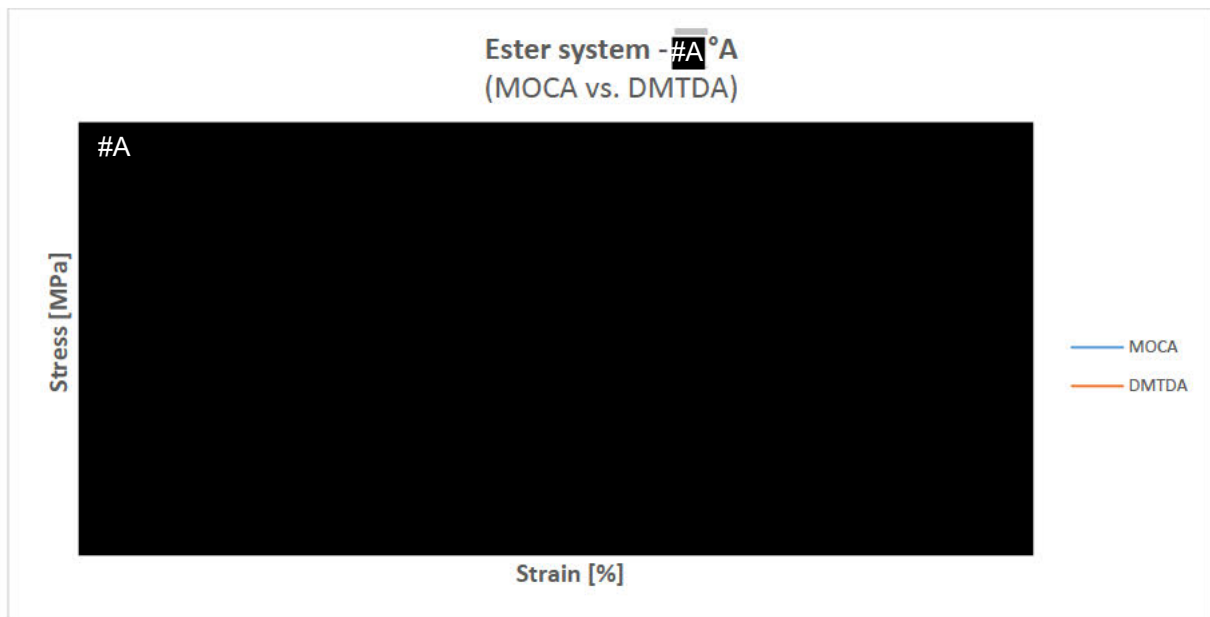 Ester system - #A °A
(MOCA vs. DMTDA)
#A
Stress [MPa]
MOCA
DMTDA
Strain [%]